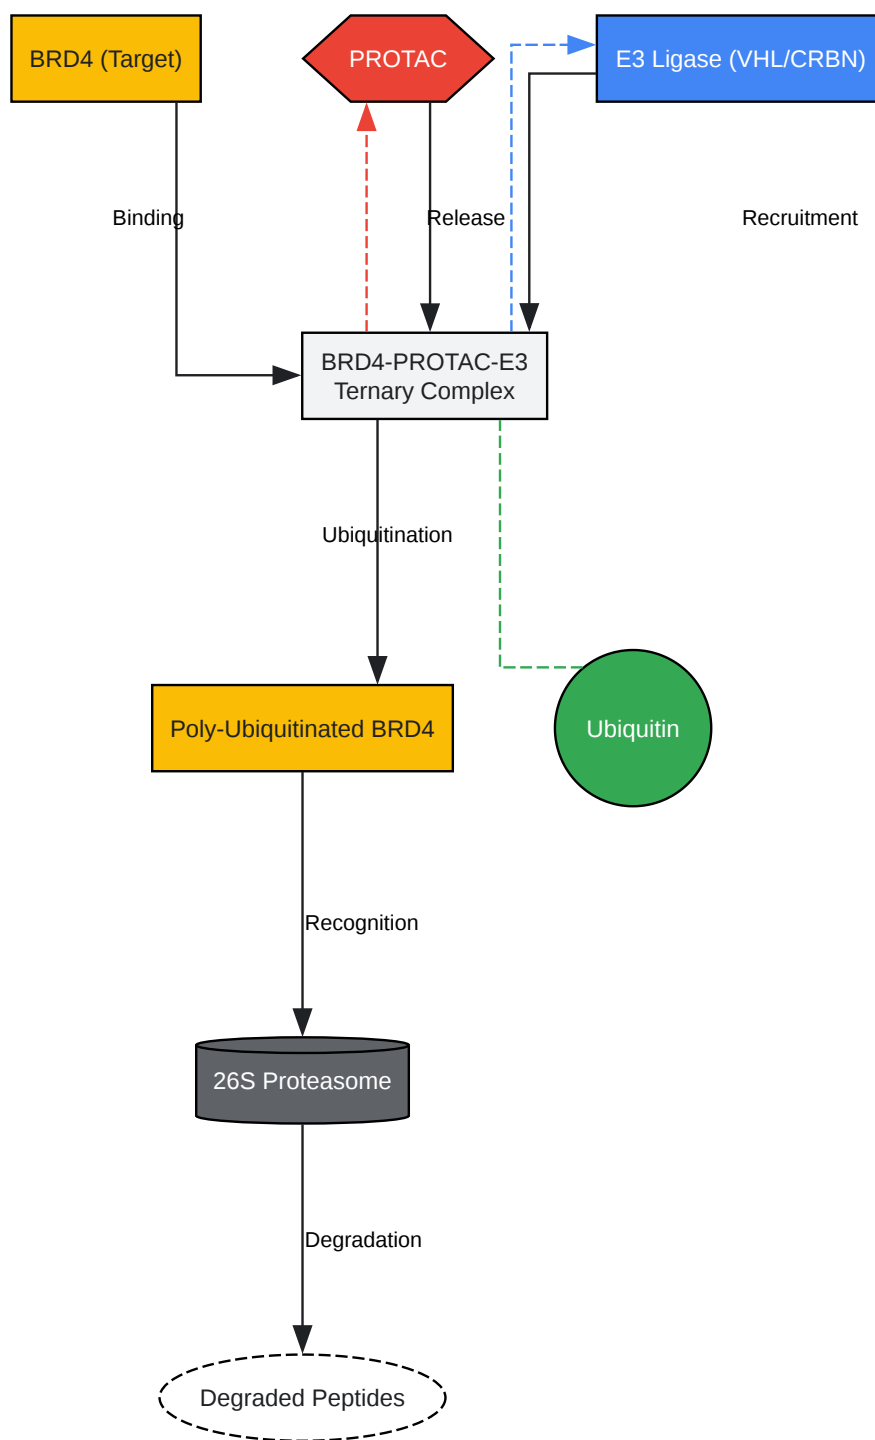 BRD4 (Target)
PROTAC
E3 Ligase (VHL/CRBN)
Binding
Release
Recruitment
BRD4-PROTAC-E3
Ternary Complex
Ubiquitination
Poly-Ubiquitinated BRD4
Ubiquitin
Recognition
26S Proteasome
Degradation
Degraded Peptides